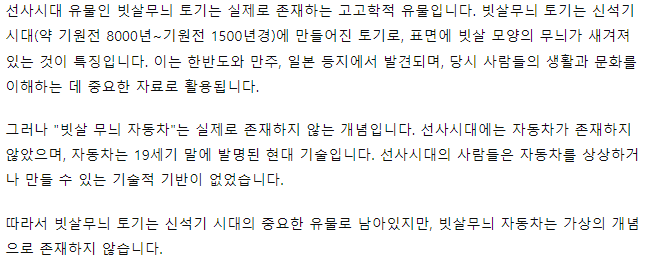 선사시대 유물인 빗살무늬 토기는 실제로 존재하는 고고학적 유물입니다. 빗살무늬 토기는 신석기
시대(약 기원전 8000년~기원전 1500년경)에 만들어진 토기로, 표면에 빗살 모양의 무늬가 새겨져
있는 것이 특징입니다. 이는 한반도와 만주, 일본 등지에서 발견되며, 당시 사람들의 생활과 문화를
이해하는 데 중요한 자료로 활용됩니다.
그러나 "빗살 무늬 자동차"는 실제로 존재하지 않는 개념입니다. 선사시대에는 자동차가 존재하지
않았으며, 자동차는 19세기 말에 발명된 현대 기술입니다. 선사시대의 사람들은 자동차를 상상하거
나 만들 수 있는 기술적 기반이 없었습니다.
따라서 빗살무늬 토기는 신석기 시대의 중요한 유물로 남아있지만, 빗살무늬 자동차는 가상의 개념
으로 존재하지 않습니다.